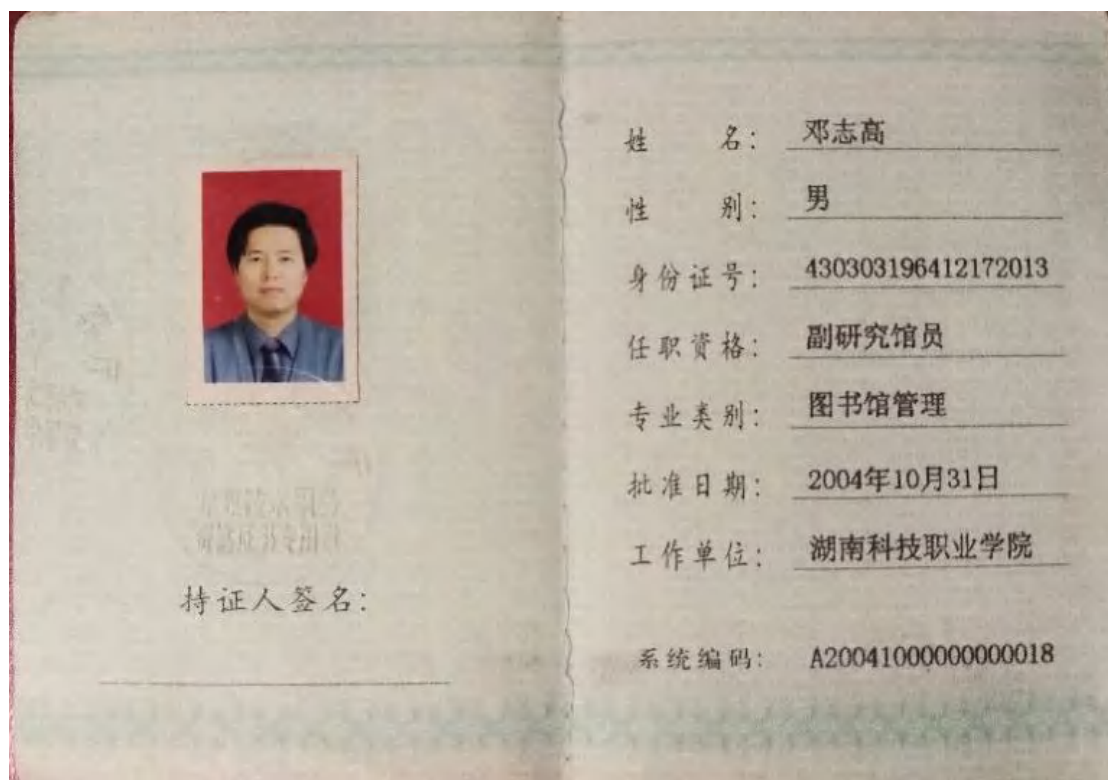 持证人签名:
姓名: 邓志高
性别: 男
身份证号: 430303196412172013
任职资格: 副研究馆员
专业类别: 图书馆管理
批准日期: 2004年10月31日
工作单位: 湖南科技职业学院
系统编码: A20041000000000018